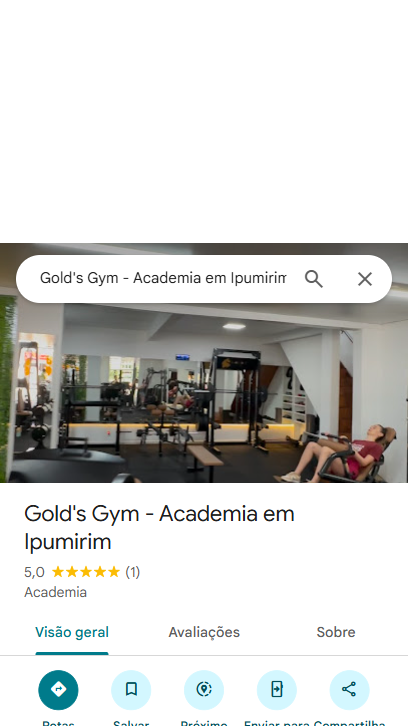 Gold's Gym - Academia em Ipumirim
Gold's Gym - Academia em
Ipumirim
5,0 ★★★★★ (1)
Academia
Visão geral Avaliações Sobre
Rotas Salvar Próximo Enviar para Compartilhar